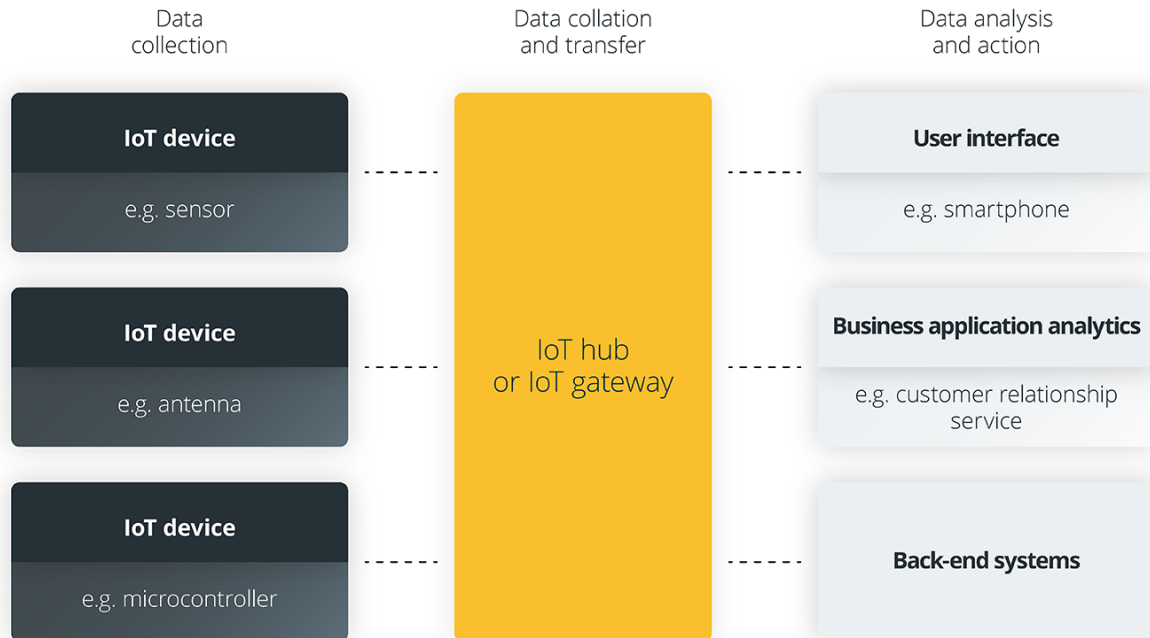 Data
collection
Data collation
and transfer
Data analysis
and action
IoT device
e.g. sensor
IoT device
e.g. antenna
IoT device
e.g. microcontroller
IoT hub
or IoT gateway
User interface
e.g. smartphone
Business application analytics
e.g. customer relationship
service
Back-end systems